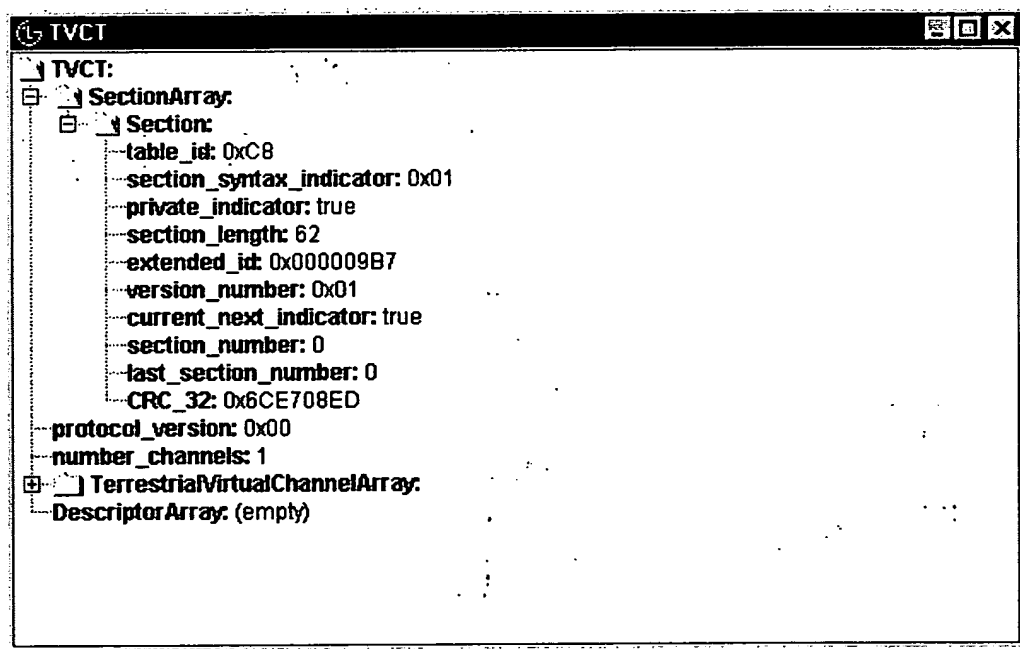 TVCT
TVCT:
SectionArray:
Section:
table_id: 0xC8
section_syntax_indicator: 0x01
private_indicator: true
section_length: 62
extended_id: 0x000009B7
version_number: 0x01
current_next_indicator: true
section_number: 0
last_section_number: 0
CRC_32: 0x6CE708ED
protocol_version: 0x00
number_channels: 1
TerrestrialVirtualChannelArray:
DescriptorArray: (empty)